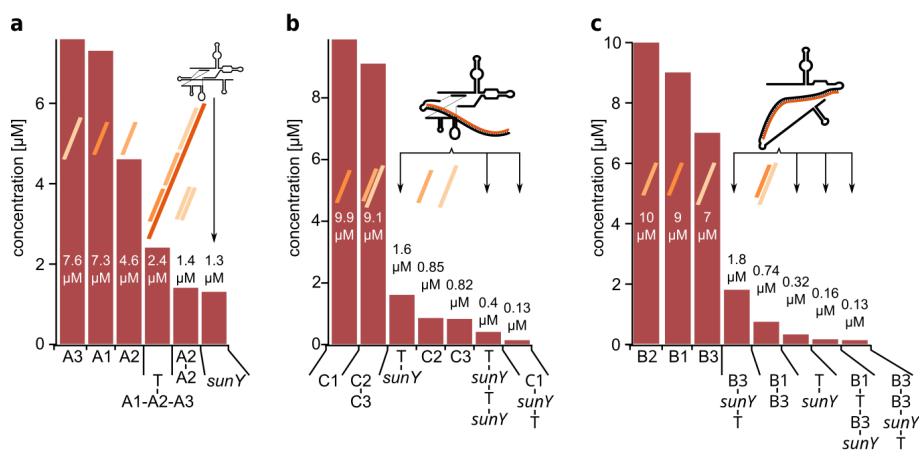 a
concentration [µM]
6
4
2
0
7.6
µM
7.3
µM
4.6
µM
2.4
µM
1.4
µM
1.3
µM
A3
A1
A2
T
A1-A2-A3
A2
A2
sunY
b
concentration [µM]
8
6
4
2
0
9.9
µM
9.1
µM
1.6
µM
0.85
µM
0.82
µM
0.4
µM
0.13
µM
C1
C2
C3
T
sunY
C2
C3
T
sunY
T
sunY
C1
sunY
T
c
concentration [µM]
10
8
6
4
2
0
10
µM
9
µM
7
µM
1.8
µM
0.74
µM
0.32
µM
0.16
µM
0.13
µM
B2
B1
B3
B3
sunY
T
B1
B3
T
sunY
B1
T
B3
sunY
B3
B3
sunY
T